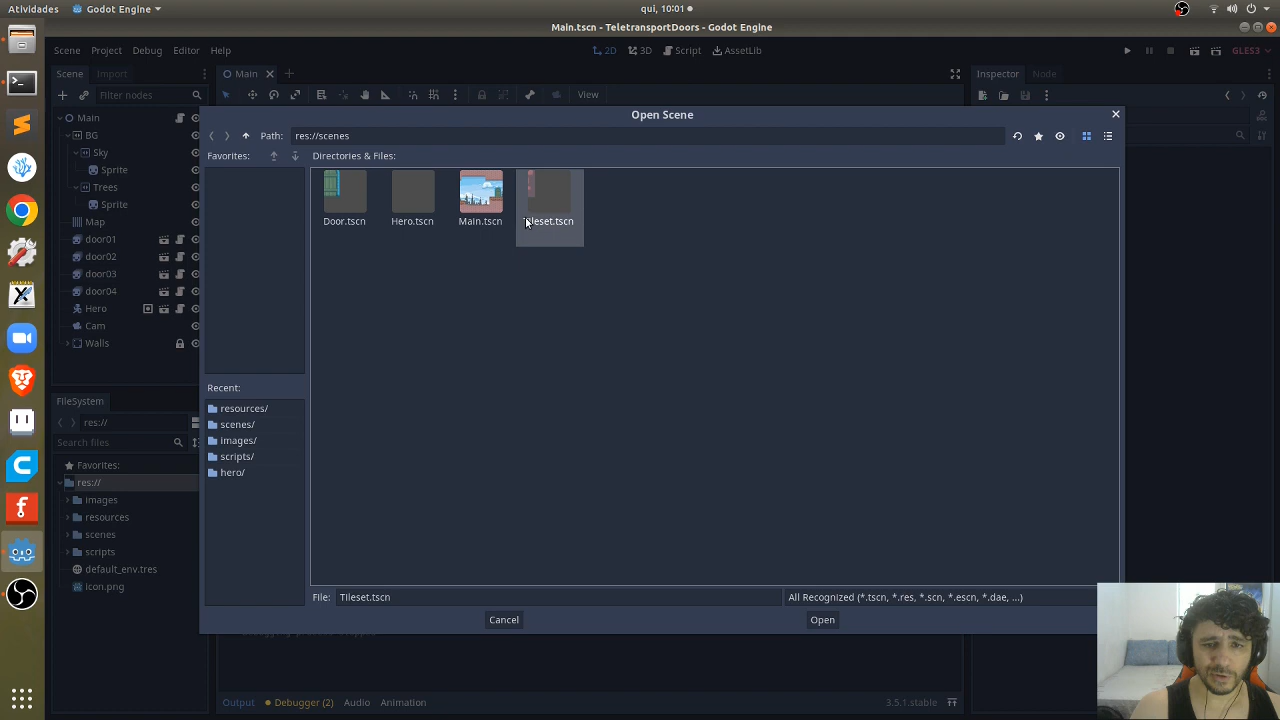 Atividades
Godot Engine
qui, 10:01
Main.tscn - TeletransportDoors - Godot Engine
Scene Project Debug Editor Help
2D 3D Script AssetLib
GLES3
Scene Import
Main
Inspector Node
Filter nodes
View
Main
BG
Sky
Sprite
Trees
Sprite
Map
door01
door02
door03
door04
Hero
Cam
Walls
Open Scene
Path: res://scenes
Favorites:
Directories & Files:
Door.tscn
Hero.tscn
Main.tscn
Tileset.tscn
Recent:
resources/
scenes/
images/
scripts/
hero/
File: Tileset.tscn
All Recognized (*.tscn, *.res, *.scn, *.escn, *.dae, ...)
Cancel
Open
FileSystem
res://
Search files
Favorites:
res://
images
resources
scenes
scripts
default_env.tres
icon.png
Output Debugger (2) Audio Animation
3.5.1.stable